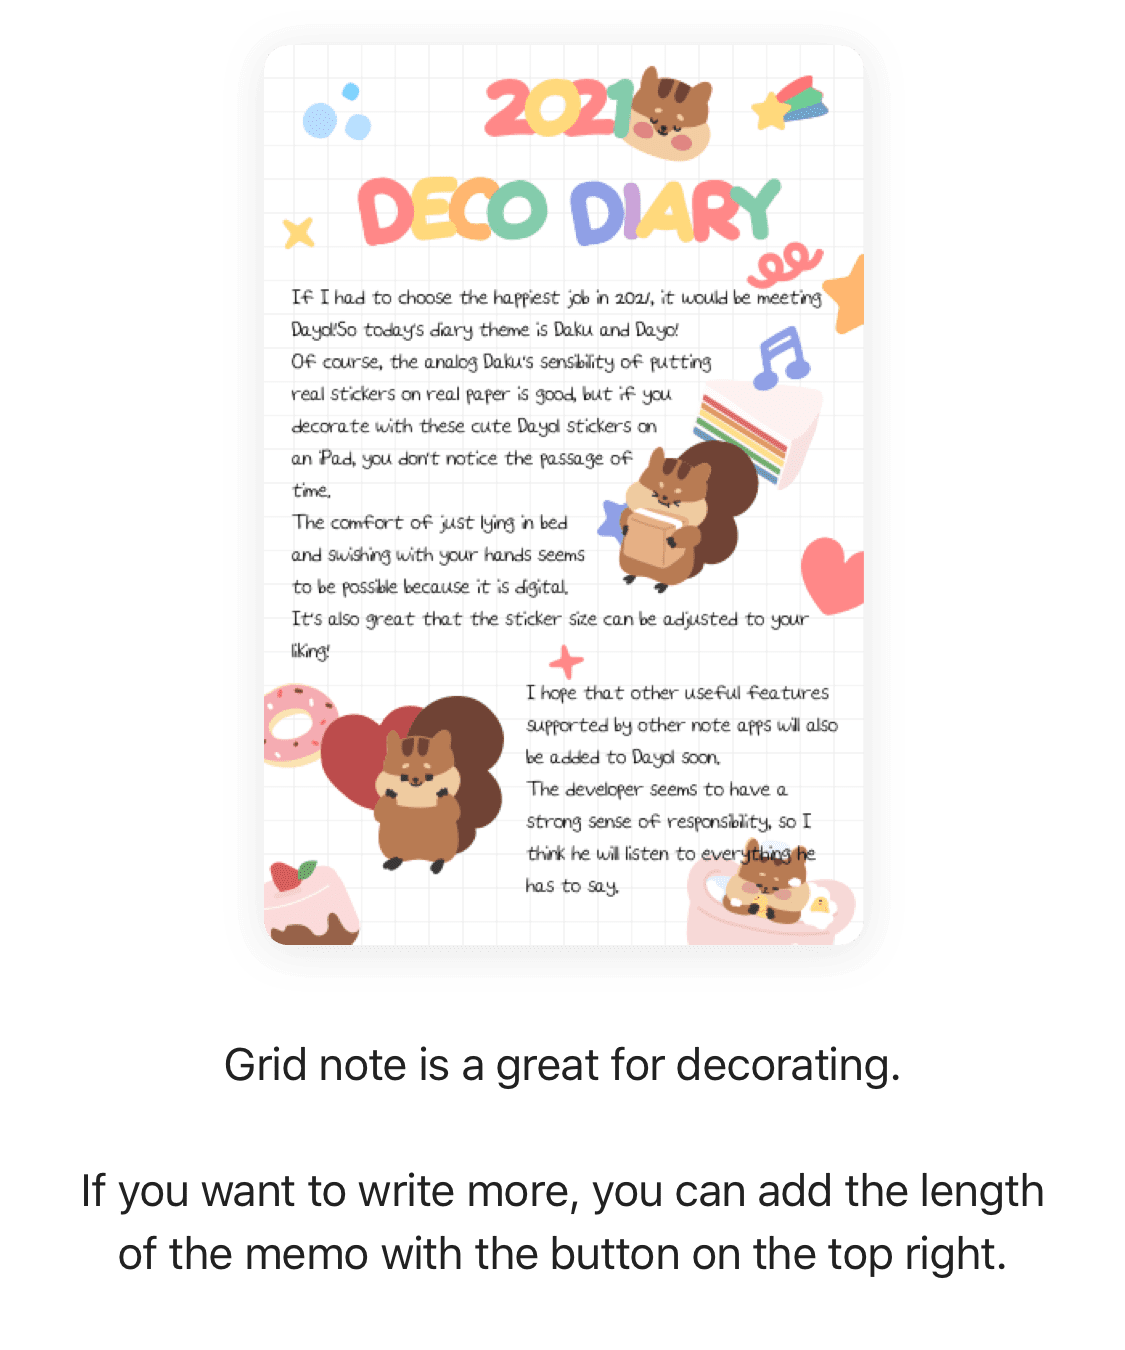 2021
DECO DIARY
If I had to choose the happiest job in 2021, it would be meeting
Dayol!So today's diary theme is Daku and Dayo!
Of course, the analog Daku's sensibility of putting
real stickers on real paper is good, but if you
decorate with these cute Dayol stickers on
an iPad, you don't notice the passage of
time.
The comfort of just lying in bed
and swishing with your hands seems
to be possible because it is digital.
It's also great that the sticker size can be adjusted to your
liking!
I hope that other useful features
supported by other note apps will also
be added to Dayol soon.
The developer seems to have a
strong sense of responsibility, so I
think he will listen to everything he
has to say.
Grid note is a great for decorating.
If you want to write more, you can add the length
of the memo with the button on the top right.